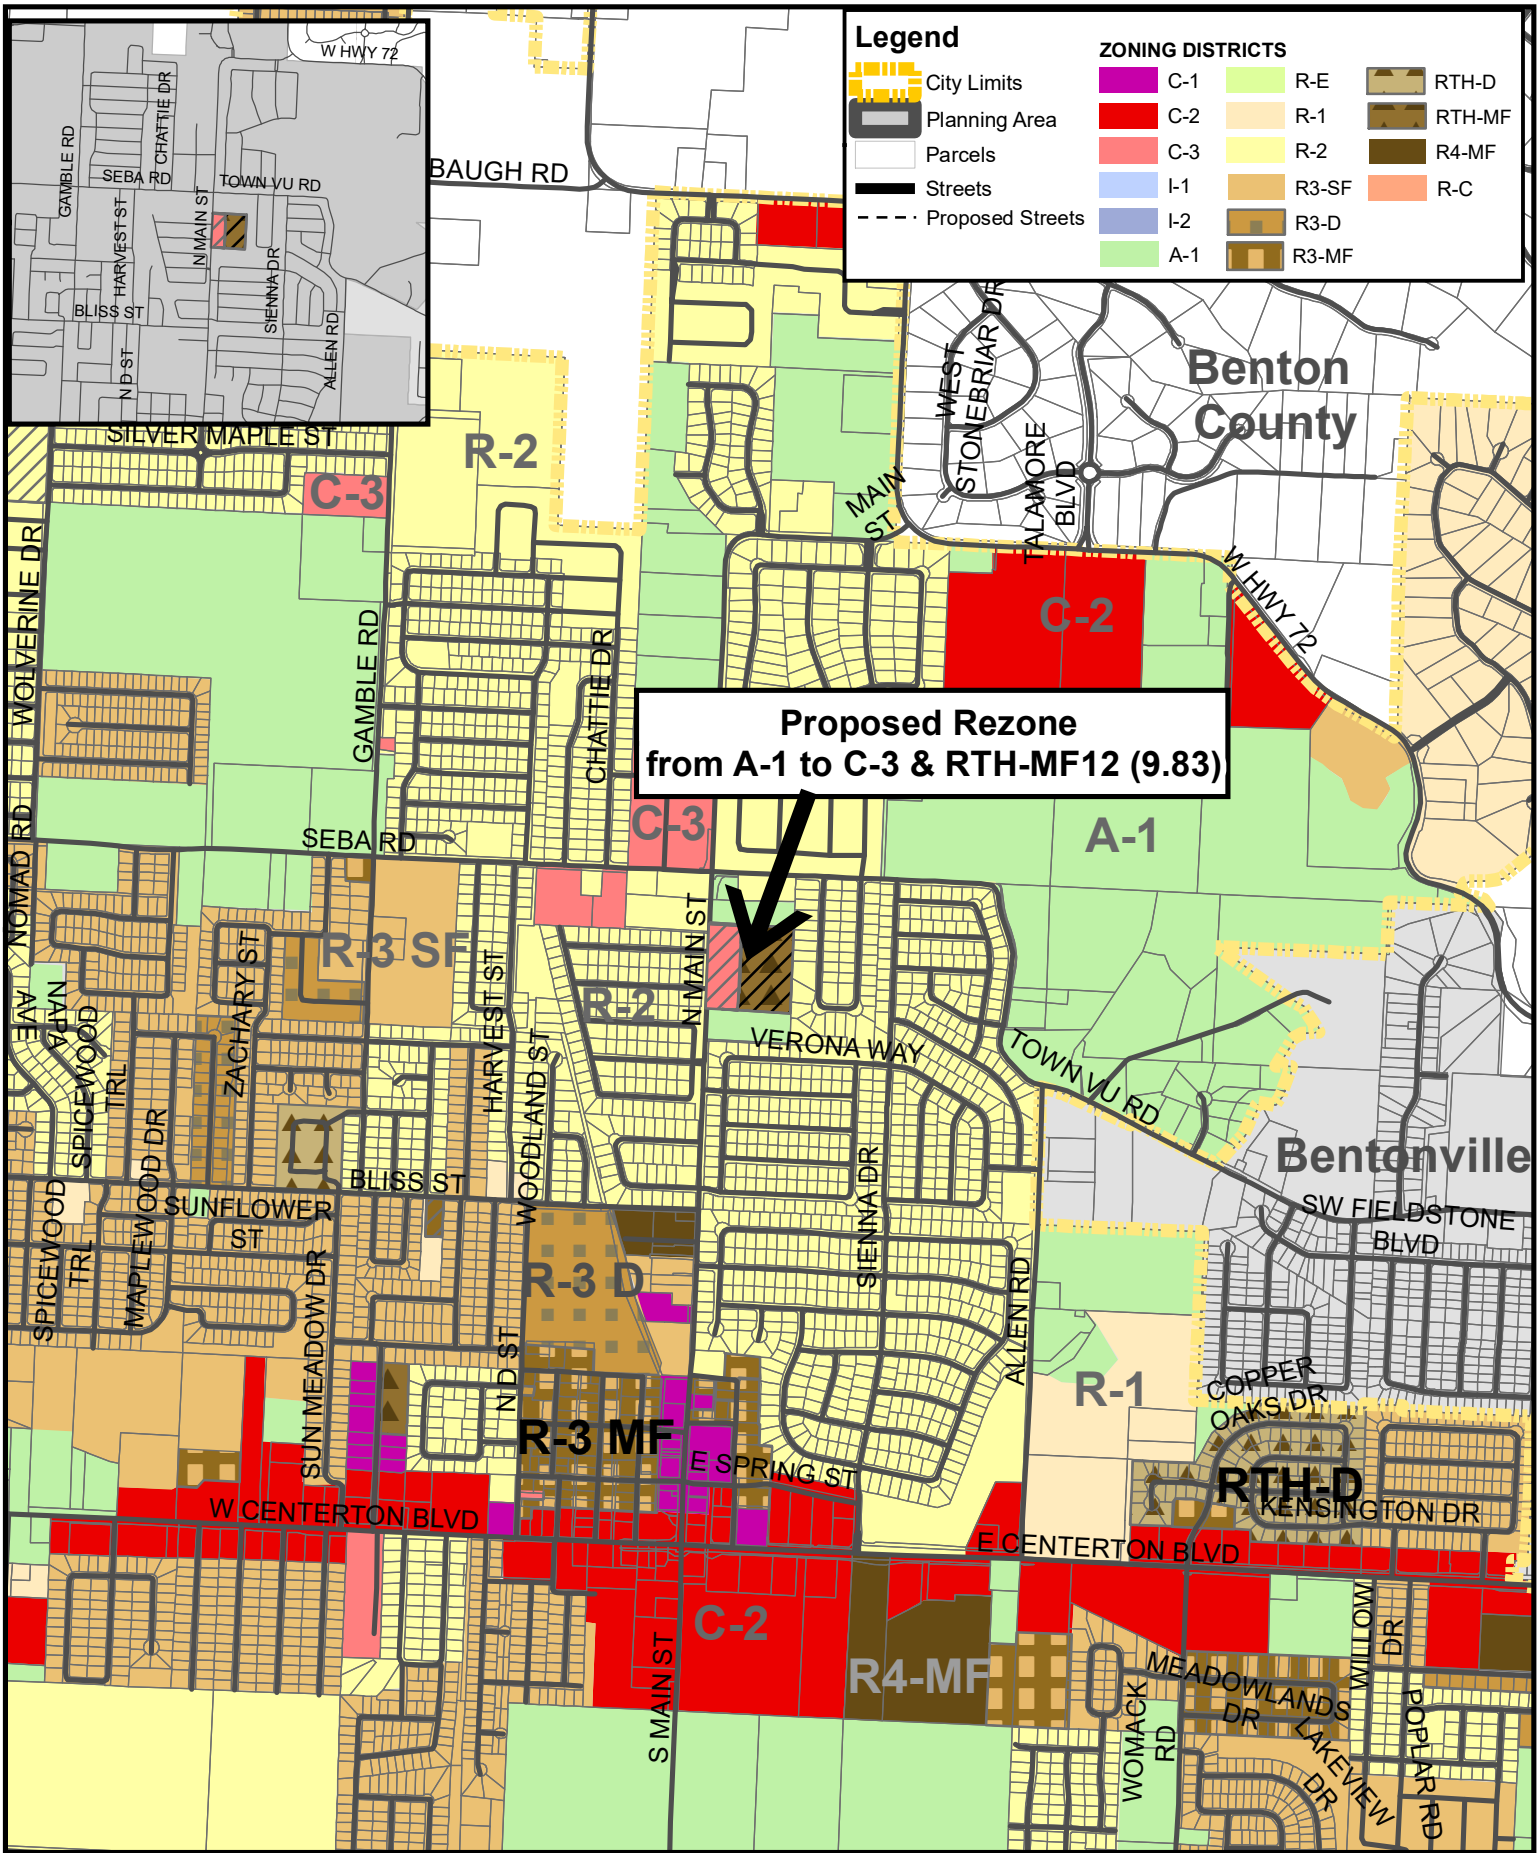 W HWY 72
CHATTIE DR
GAMBLE RD
SEBA RD
TOWN VU RD
HARVEST ST
N MAIN ST
SIENNA DR
BLISS ST
N D ST
ALLEN RD
Legend
City Limits
Planning Area
Parcels
Streets
Proposed Streets
ZONING DISTRICTS
C-1
C-2
C-3
I-1
I-2
A-1
R-E
R-1
R-2
R3-SF
R3-D
R3-MF
RTH-D
RTH-MF
R4-MF
R-C
BAUGH RD
WEST
STONEBRIAR DR
Benton
County
SILVER MAPLE ST
R-2
C-3
MAIN
ST
TALAMORE
BLVD
W HWY 72
WOLVERINE DR
GAMBLE RD
CHATTIE DR
C-2
Proposed Rezone
from A-1 to C-3 & RTH-MF12 (9.83)
C-3
A-1
SEBA RD
NOMAD RD
R-3 SF
ZACHARY ST
HARVEST ST
R-2
N MAIN ST
NAPA
AVE
SPICEWOOD
TRL
VERONA WAY
TOWN VU RD
WOODLAND ST
MAPLEWOOD DR
Bentonville
BLISS ST
SUNFLOWER
ST
SIENNA DR
SW FIELDSTONE
BLVD
SPICEWOOD
TRL
SUN MEADOW DR
R-3 D
ALLEN RD
N D ST
R-1
COPPER
OAKS DR
R-3 MF
E SPRING ST
RTH-D
KENSINGTON DR
W CENTERTON BLVD
E CENTERTON BLVD
C-2
R4-MF
S MAIN ST
WILLOW
DR
MEADOWLANDS
DR
WOMACK
RD
LAKEVIEW
DR
POPLAR RD